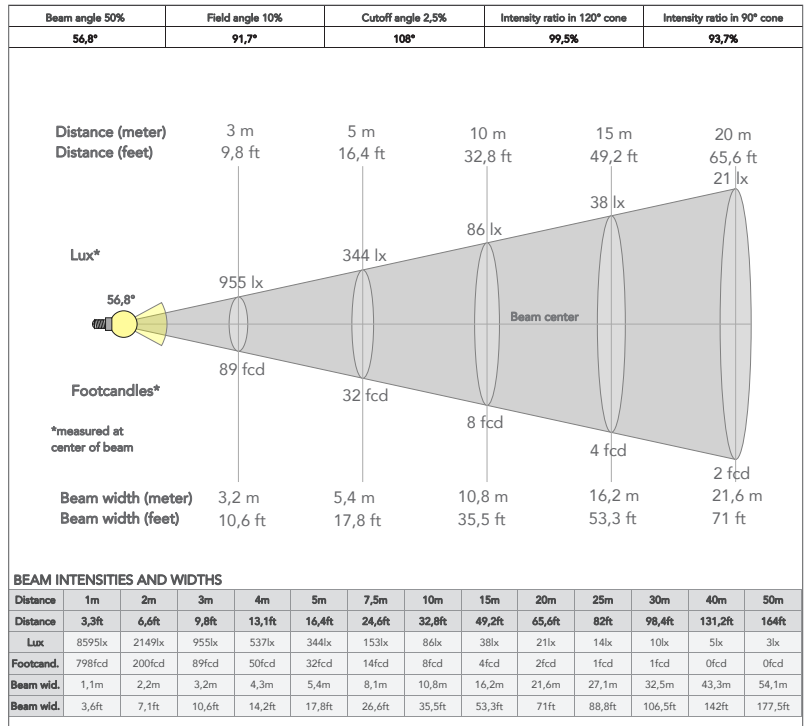 Beam angle 50% Field angle 10% Cutoff angle 2,5% Intensity ratio in 120° cone Intensity ratio in 90° cone
56,8° 91,7° 108° 99,5% 93,7%
Distance (meter) 3 m 5 m 10 m 15 m 20 m
Distance (feet) 9,8 ft 16,4 ft 32,8 ft 49,2 ft 65,6 ft
21 lx
38 lx
86 lx
Lux* 344 lx
955 lx
56,8°
Beam center
89 fcd
Footcandles* 32 fcd
8 fcd
*measured at
center of beam
4 fcd
2 fcd
Beam width (meter) 3,2 m 5,4 m 10,8 m 16,2 m 21,6 m
Beam width (feet) 10,6 ft 17,8 ft 35,5 ft 53,3 ft 71 ft
BEAM INTENSITIES AND WIDTHS
Distance 1m 2m 3m 4m 5m 7,5m 10m 15m 20m 25m 30m 40m 50m
Distance 3,3ft 6,6ft 9,8ft 13,1ft 16,4ft 24,6ft 32,8ft 49,2ft 65,6ft 82ft 98,4ft 131,2ft 164ft
Lux 8595lx 2149lx 955lx 537lx 344lx 153lx 86lx 38lx 21lx 14lx 10lx 5lx 3lx
Footcand. 798fcd 200fcd 89fcd 50fcd 32fcd 14fcd 8fcd 4fcd 2fcd 1fcd 1fcd 0fcd 0fcd
Beam wid. 1,1m 2,2m 3,2m 4,3m 5,4m 8,1m 10,8m 16,2m 21,6m 27,1m 32,5m 43,3m 54,1m
Beam wid. 3,6ft 7,1ft 10,6ft 14,2ft 17,8ft 26,6ft 35,5ft 53,3ft 71ft 88,8ft 106,5ft 142ft 177,5ft